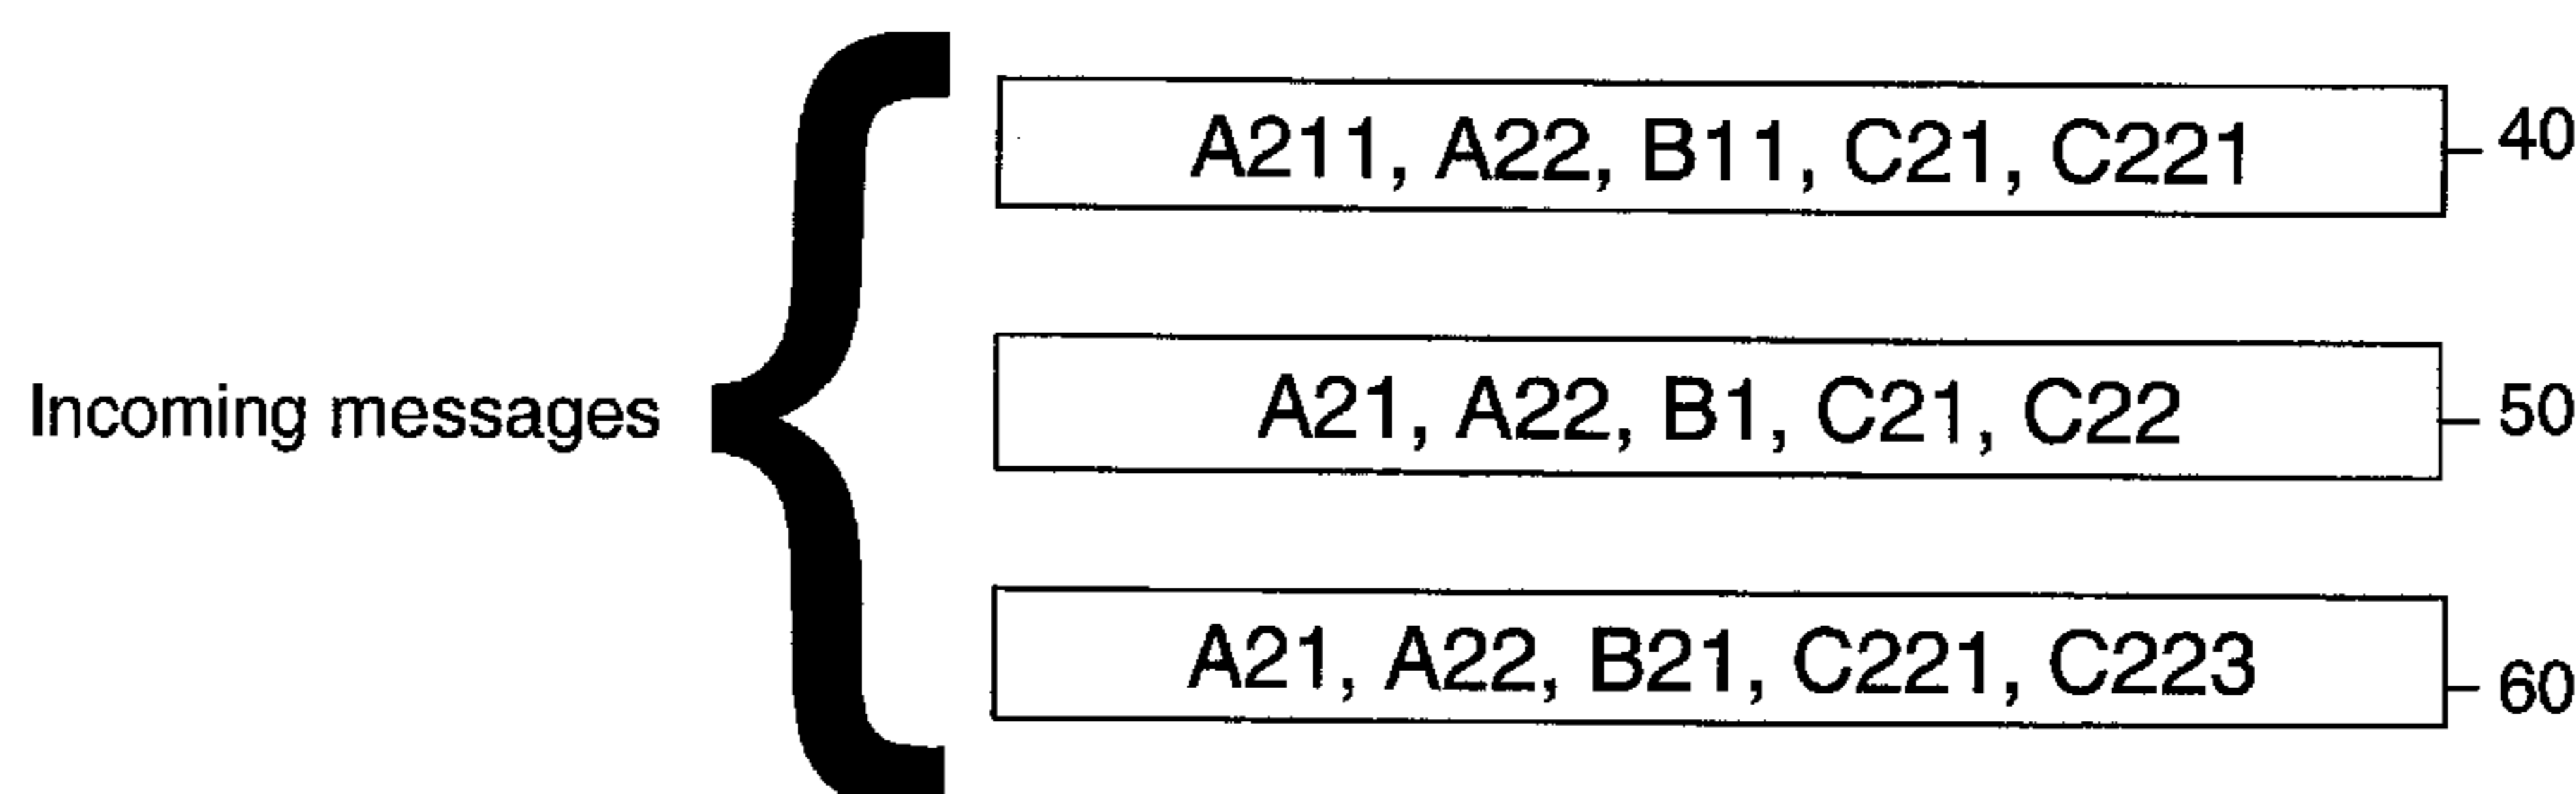 A211, A22, B11, C21, C221 40
Incoming messages A21, A22, B1, C21, C22 50
A21, A22, B21, C221, C223 60